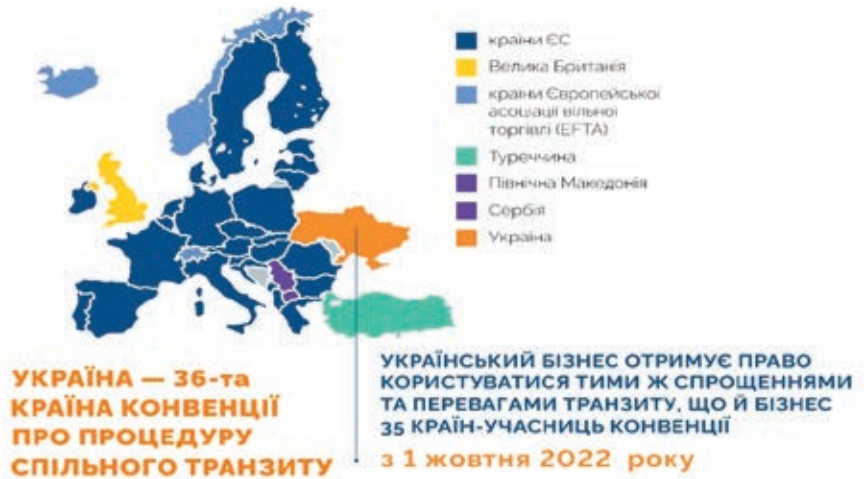 країни ЄС
Велика Британія
країни Європейської
асоціації вільної
торгівлі (EFTA)
Туреччина
Північна Македонія
Сербія
Україна
УКРАЇНА — 36-та
КРАЇНА КОНВЕНЦІЇ
ПРО ПРОЦЕДУРУ
СПІЛЬНОГО ТРАНЗИТУ
УКРАЇНСЬКИЙ БІЗНЕС ОТРИМУЄ ПРАВО
КОРИСТУВАТИСЯ ТИМИ Ж СПРОЩЕННЯМИ
ТА ПЕРЕВАГАМИ ТРАНЗИТУ, ЩО Й БІЗНЕС
35 КРАЇН-УЧАСНИЦЬ КОНВЕНЦІЇ
з 1 жовтня 2022 року